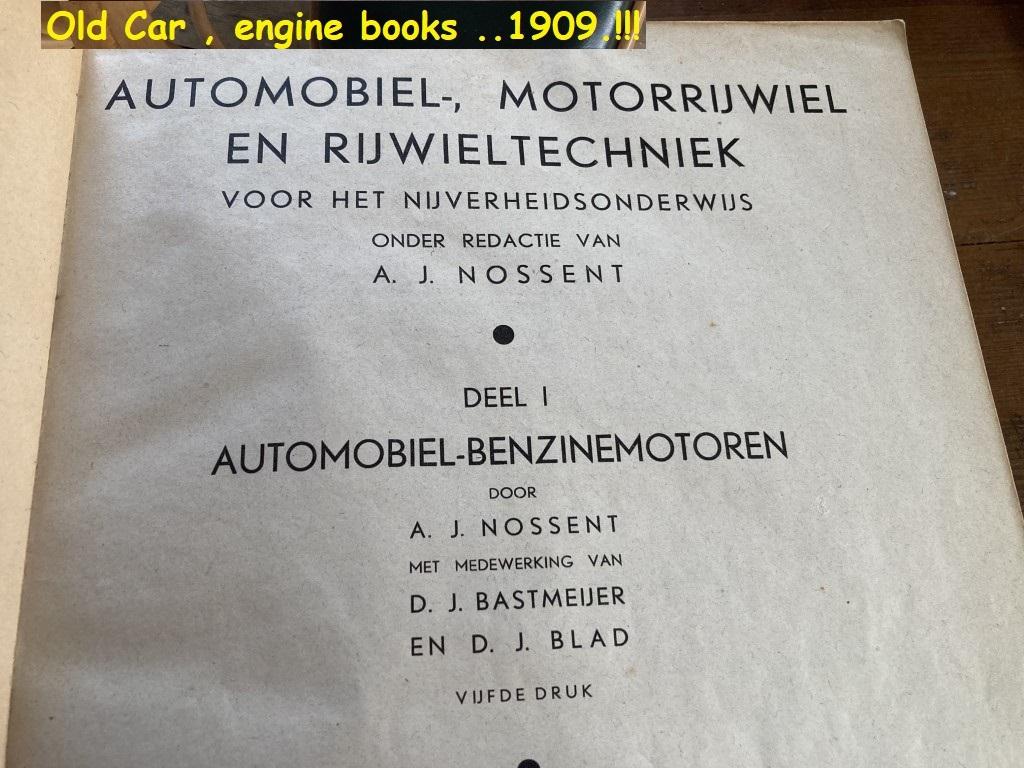 Old Car , engine books ..1909.!!!
AUTOMOBIEL-, MOTORRIJWIEL
EN RIJWIELTECHNIEK
VOOR HET NIJVERHEIDSONDERWIJS
ONDER REDACTIE VAN
A. J. NOSSENT
DEEL I
AUTOMOBIEL-BENZINEMOTOREN
DOOR
A. J. NOSSENT
MET MEDEWERKING VAN
D. J. BASTMEIJER
EN D. J. BLAD
VIJFDE DRUK